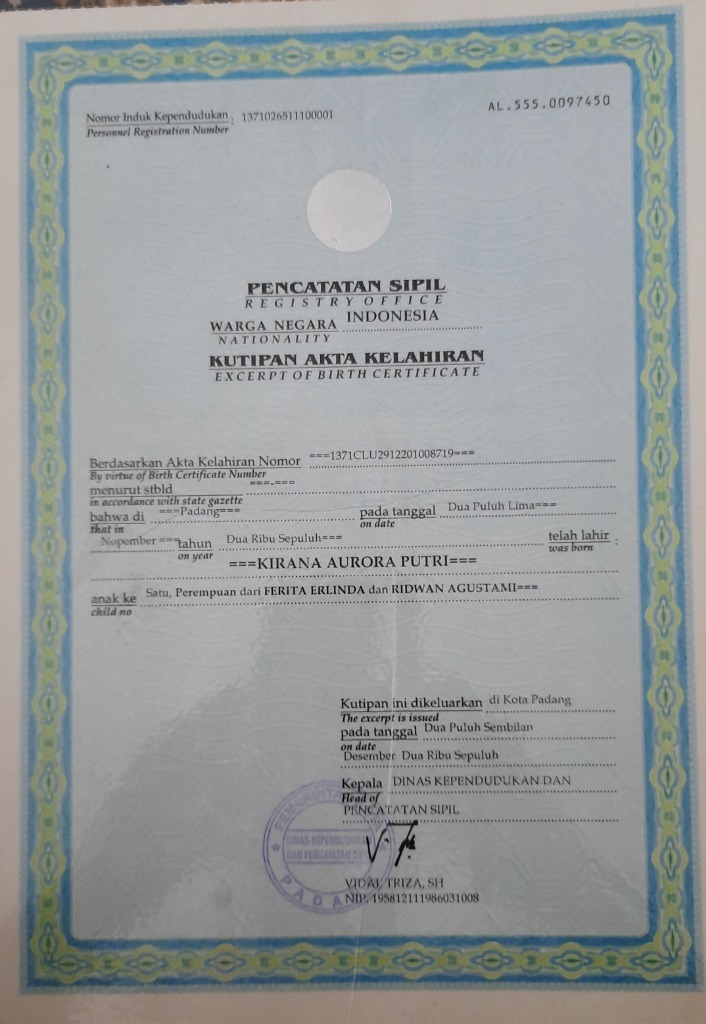 AL.555.0097450
Nomor Induk Kependudukan : 1371026511100001
Personnel Registration Number
PENCATATAN SIPIL
REGISTRY OFFICE
WARGA NEGARA INDONESIA
NATIONALITY
KUTIPAN AKTA KELAHIRAN
EXCERPT OF BIRTH CERTIFICATE
Berdasarkan Akta Kelahiran Nomor ===1371CLU2912201008719===
By virtue of Birth Certificate Number
menurut stbld ===-===
in accordance with state gazette
bahwa di ===Padang=== pada tanggal Dua Puluh Lima===
that in on date
Nopember === tahun Dua Ribu Sepuluh=== telah lahir :
on year was born
===KIRANA AURORA PUTRI===
anak ke Satu, Perempuan dari FERITA ERLINDA dan RIDWAN AGUSTAMI===
child no
Kutipan ini dikeluarkan di Kota Padang
The excerpt is issued
pada tanggal Dua Puluh Sembilan
on date
Desember Dua Ribu Sepuluh
Kepala DINAS KEPENDUDUKAN DAN
Head of
PENCATATAN SIPIL
DINAS KEPENDUDUKAN
DAN PENCATATAN SIPIL
PADANG
VIDAL TRIZA, SH
NIP. 195812111986031008